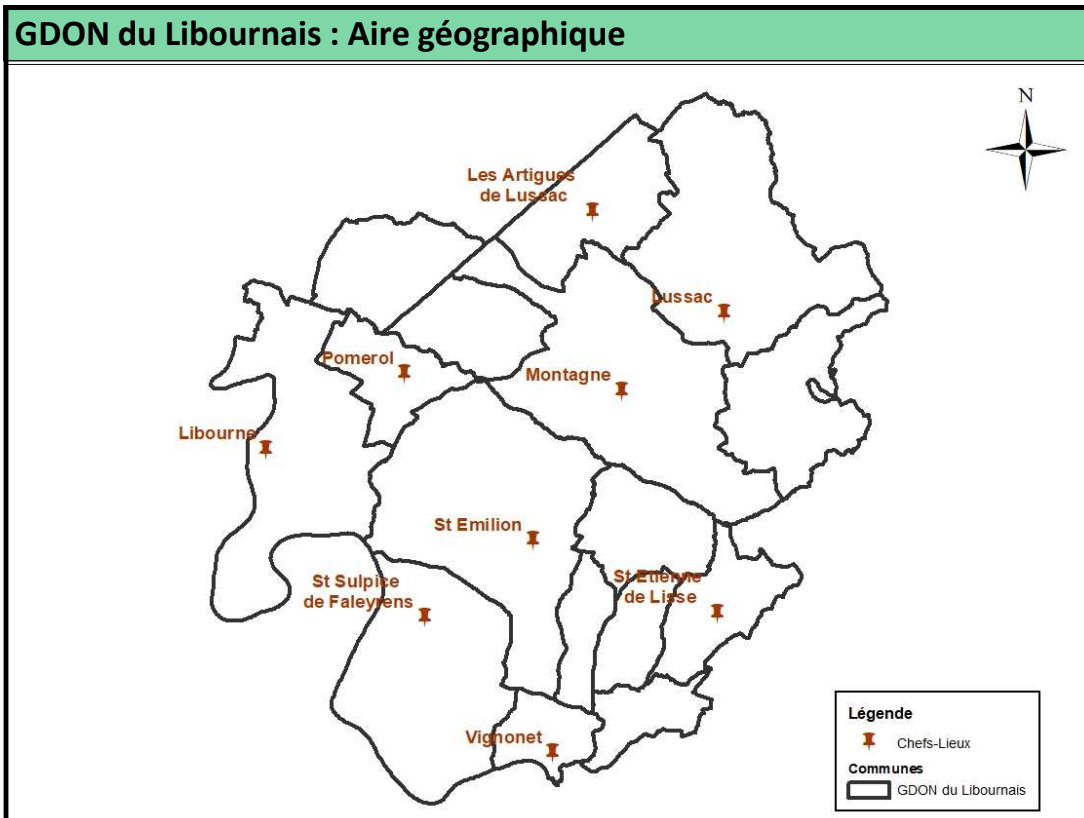 GDON du Libournais : Aire géographique
N
Les Artigues
de Lussac
Lussac
Pomerol
Montagne
Libourne
St Emilion
St Sulpice
de Faleyrens
St Etienne
de Lisse
Vignonet
Légende
Chefs-Lieux
Communes
GDON du Libournais